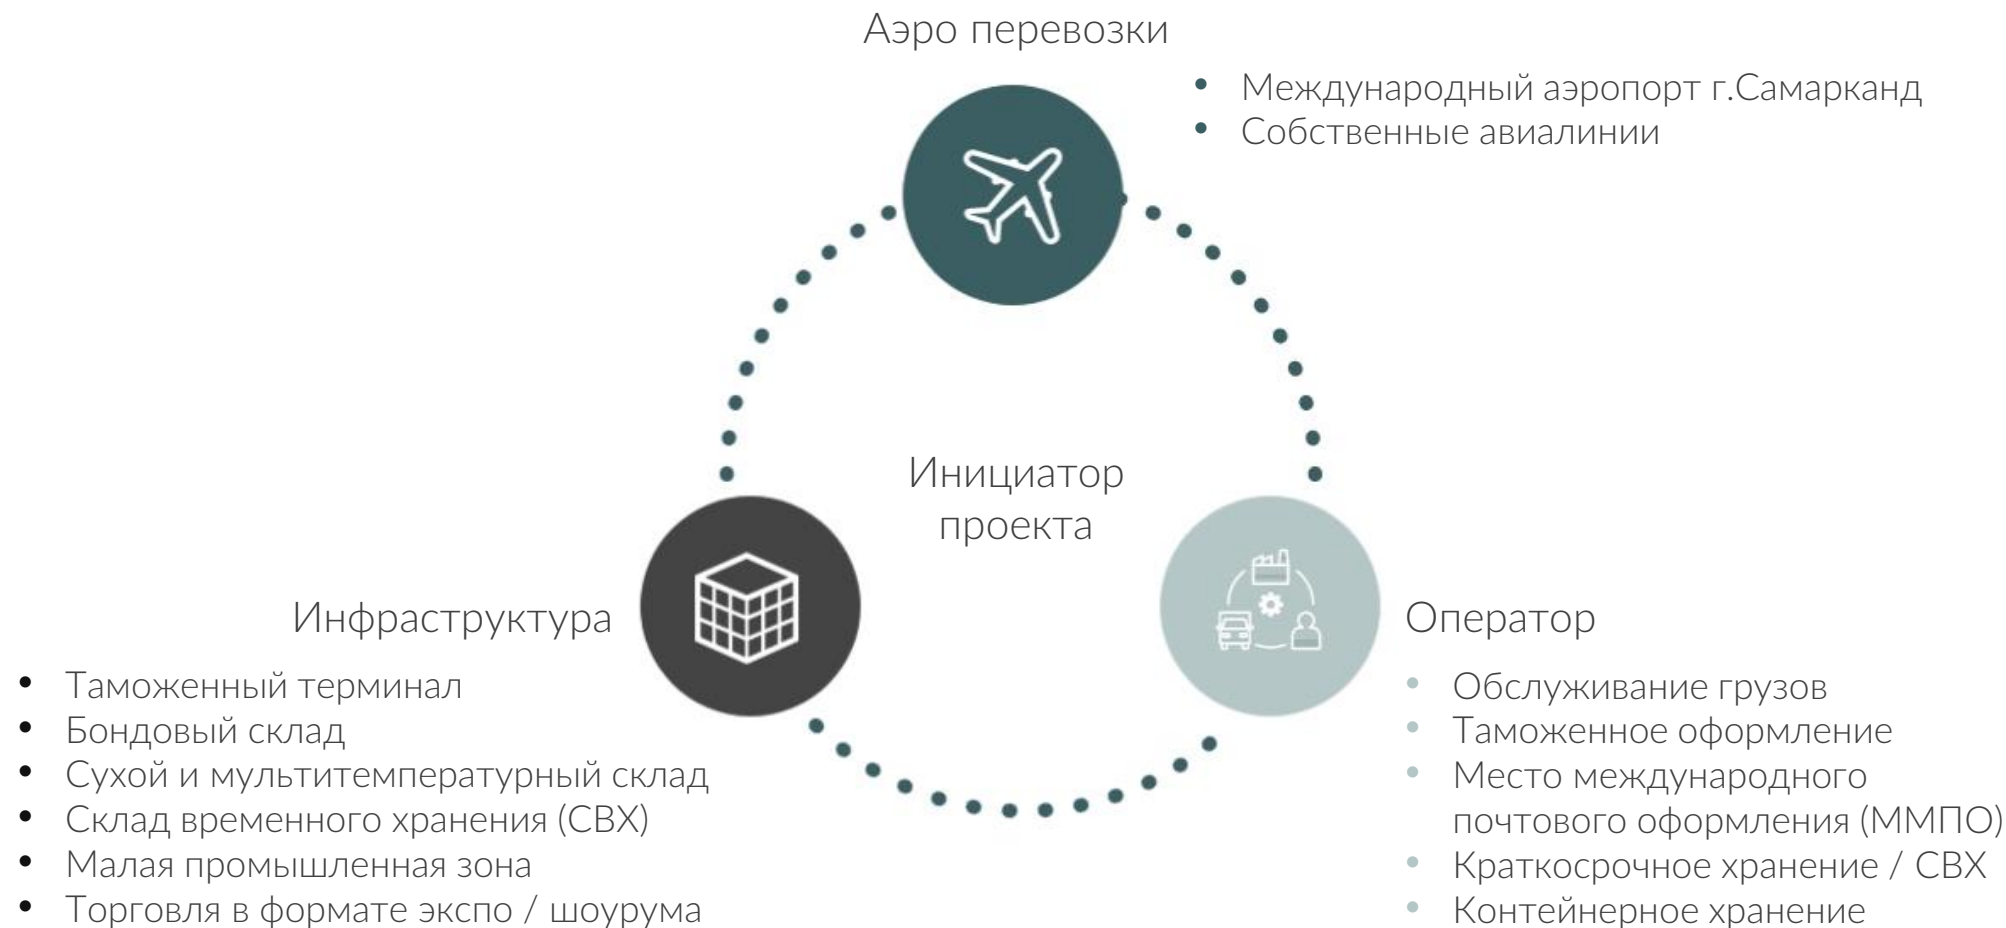 Аэро перевозки
• Международный аэропорт г.Самарканд
• Собственные авиалинии
Инициатор
проекта
Инфраструктура
• Таможенный терминал
• Бондовый склад
• Сухой и мультитемпературный склад
• Склад временного хранения (СВХ)
• Малая промышленная зона
• Торговля в формате экспо / шоурума
Оператор
• Обслуживание грузов
• Таможенное оформление
• Место международного
почтового оформления (ММПО)
• Краткосрочное хранение / СВХ
• Контейнерное хранение